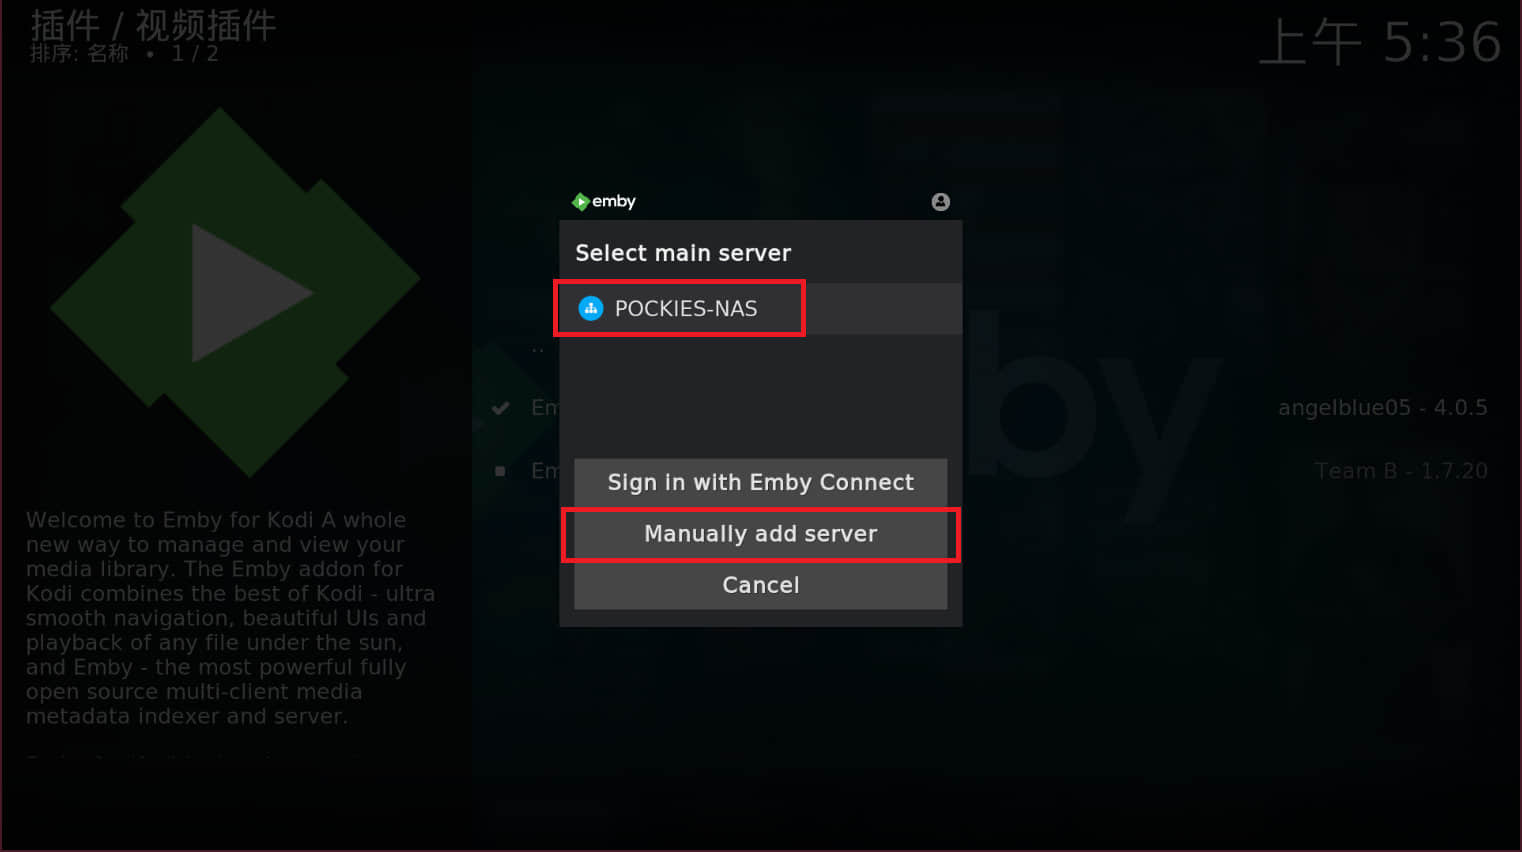 插件 / 视频插件
排序: 名称 • 1 / 2
上午 5:36
emby
Select main server
POCKIES-NAS
..
Em
angelblue05 - 4.0.5
Em
Team B - 1.7.20
by
Sign in with Emby Connect
Manually add server
Cancel
Welcome to Emby for Kodi A whole
new way to manage and view your
media library. The Emby addon for
Kodi combines the best of Kodi - ultra
smooth navigation, beautiful UIs and
playback of any file under the sun,
and Emby - the most powerful fully
open source multi-client media
metadata indexer and server.